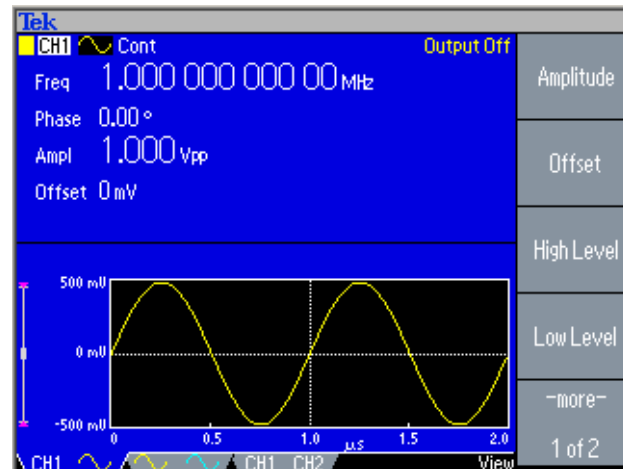 Tek
CH1 Cont Output Off
Freq 1.000 000 000 00 MHz
Phase 0.00 °
Ampl 1.000 Vpp
Offset 0 mV
Amplitude
Offset
High Level
Low Level
-more-
1 of 2
500 mV
0 mV
-500 mV
0 0.5 1.0 µs 1.5 2.0
CH1 CH1 CH2 View